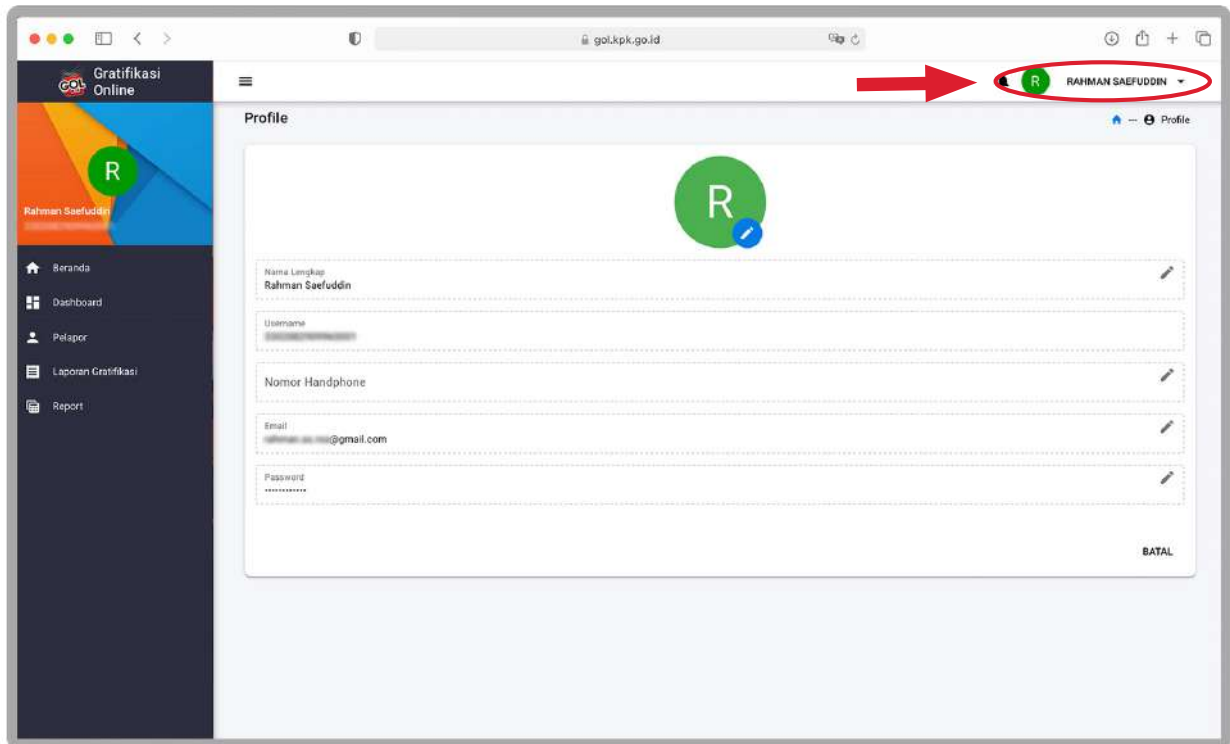 gol.kpk.go.id
GOL
Gratifikasi
Online
R
RAHMAN SAEFUDDIN
Profile
Profile
R
Rahman Saefuddin
R
Beranda
Dashboard
Pelapor
Laporan Gratifikasi
Report
Nama Lengkap
Rahman Saefuddin
Username
Nomor Handphone
Email
@gmail.com
Password
BATAL